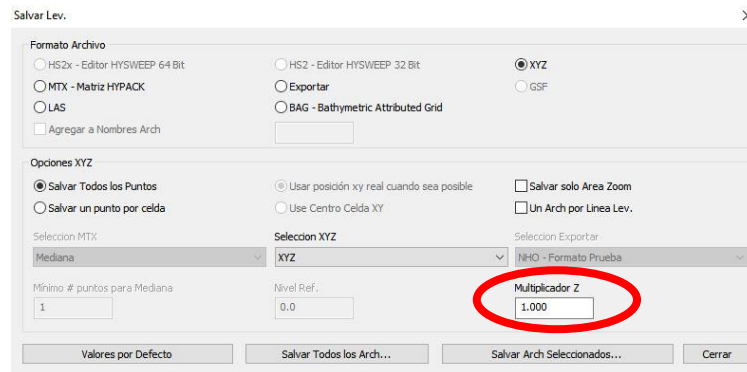 Salvar Lev.
Formato Archivo
HS2x - Editor HYSWEEP 64 Bit
HS2 - Editor HYSWEEP 32 Bit
XYZ
MTX - Matriz HYPACK
Exportar
GSF
LAS
BAG - Bathymetric Attributed Grid
Agregar a Nombres Arch
Opciones XYZ
Salvar Todos los Puntos
Usar posición xy real cuando sea posible
Salvar solo Area Zoom
Salvar un punto por celda
Use Centro Celda XY
Un Arch por Linea Lev.
Seleccion MTX
Seleccion XYZ
Seleccion Exportar
Mediana
XYZ
NHO - Formato Prueba
Mínimo # puntos para Mediana
Nivel Ref.
Multiplicador Z
1
0.0
1.000
Valores por Defecto
Salvar Todos los Arch...
Salvar Arch Seleccionados...
Cerrar